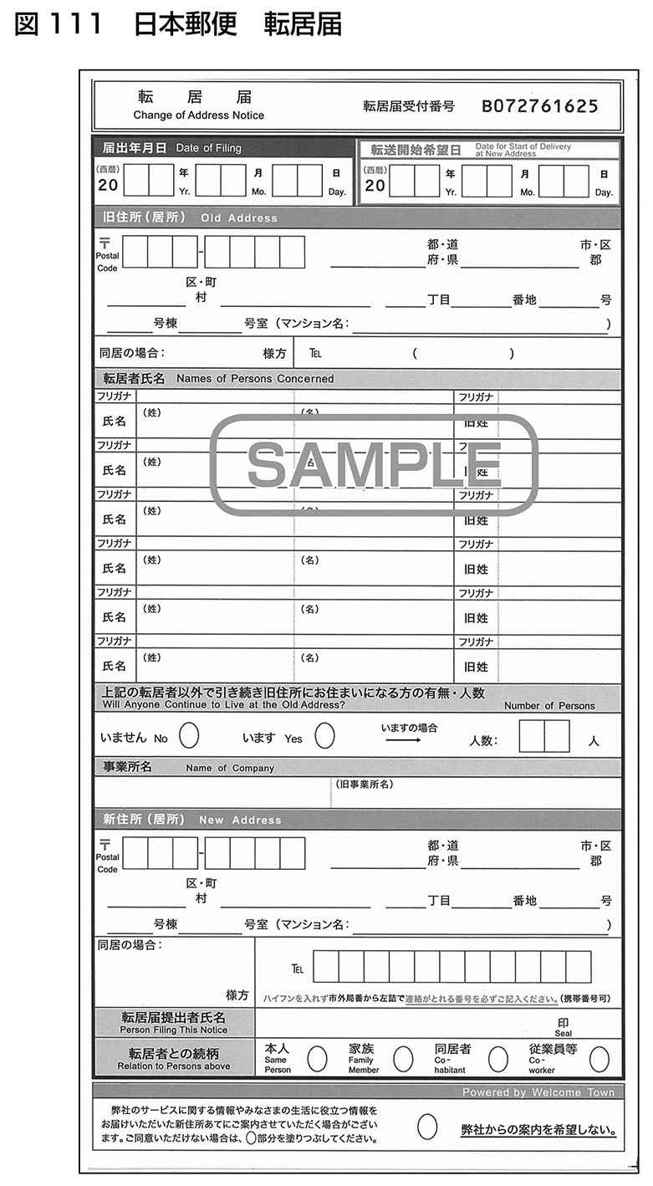 図 111　日本郵便　転居届
転　居　届
Change of Address Notice
転居届受付番号 B072761625
届出年月日 Date of Filing
転送開始希望日 Date for Start of Delivery at New Address
(西暦) 20 年 Yr. 月 Mo. 日 Day.
(西暦) 20 年 Yr. 月 Mo. 日 Day.
旧住所（居所） Old Address
〒 Postal Code - 都・道 府・県 市・区 郡
区・町 村 丁目 番地 号
号棟 号室（マンション名： ）
同居の場合： 様方 TEL （ ）
転居者氏名 Names of Persons Concerned
フリガナ フリガナ
氏名 （姓） （名） 旧姓
フリガナ フリガナ
氏名 （姓） 名 旧姓
フリガナ フリガナ
氏名 （姓） （名） 旧姓
フリガナ フリガナ
氏名 （姓） （名） 旧姓
フリガナ フリガナ
氏名 （姓） （名） 旧姓
フリガナ フリガナ
氏名 （姓） （名） 旧姓
SAMPLE
上記の転居者以外で引き続き旧住所にお住まいになる方の有無・人数
Will Anyone Continue to Live at the Old Address? Number of Persons
いません No います Yes いますの場合 人数： 人
事業所名 Name of Company
（旧事業所名）
新住所（居所） New Address
〒 Postal Code - 都・道 府・県 市・区 郡
区・町 村 丁目 番地 号
号棟 号室（マンション名： ）
同居の場合： 様方
TEL
ハイフンを入れず市外局番から左詰で連絡がとれる番号を必ずご記入ください。（携帯番号可）
転居届提出者氏名 Person Filing This Notice 印 Seal
転居者との続柄 Relation to Persons above
本人 Same Person 家族 Family Member 同居者 Co-habitant 従業員等 Co-worker
Powered by Welcome Town
弊社のサービスに関する情報やみなさまの生活に役立つ情報を
お届けいただいた新住所あてにご案内させていただく場合がござい
ます。ご同意いただけない場合は、○部分を塗りつぶしてください。
弊社からの案内を希望しない。